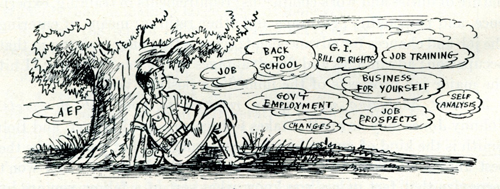 JOB
BACK
TO
SCHOOL
G. I.
BILL OF RIGHTS
JOB TRAINING
BUSINESS
FOR YOURSELF
GOV'T
EMPLOYMENT
SELF
ANALYSIS
AEP
JOB
PROSPECTS
CHANGES